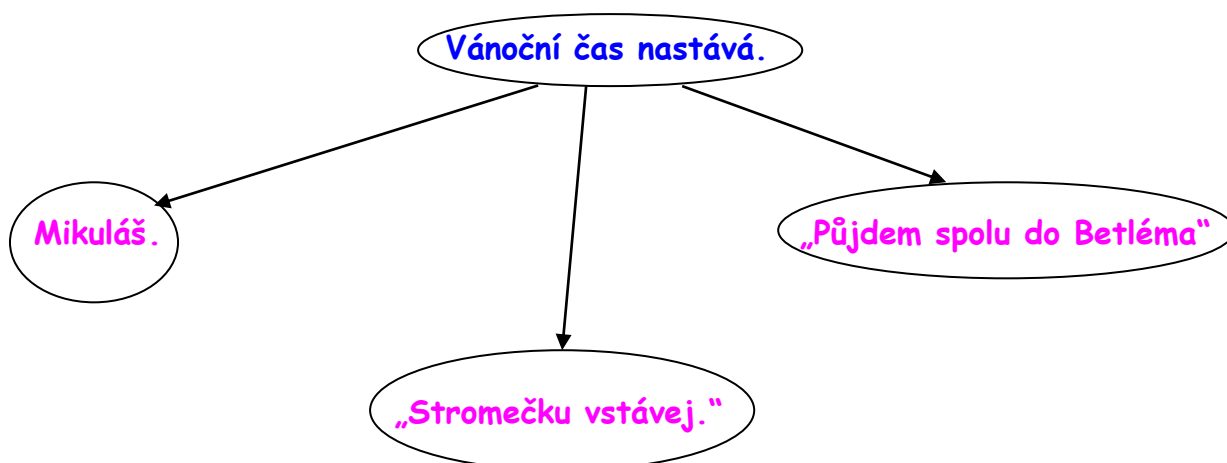 Vánoční čas nastává.
Mikuláš.
„Půjdem spolu do Betléma“
„Stromečku vstávej.“